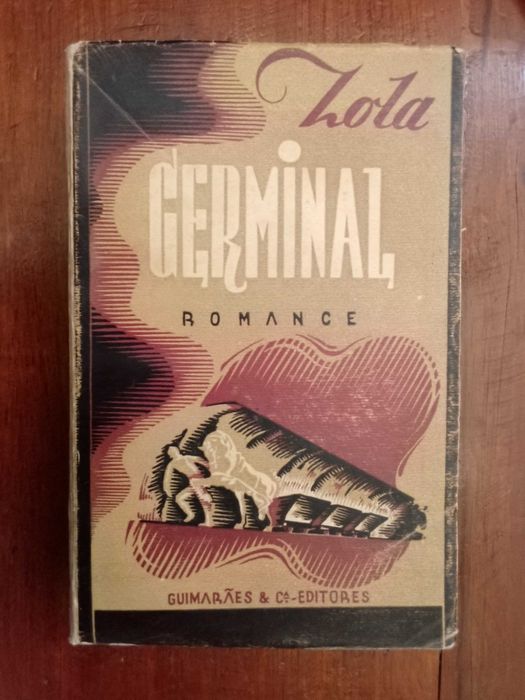 Zola
GERMINAL
ROMANCE
GUIMARÃES & Cª-EDITORES